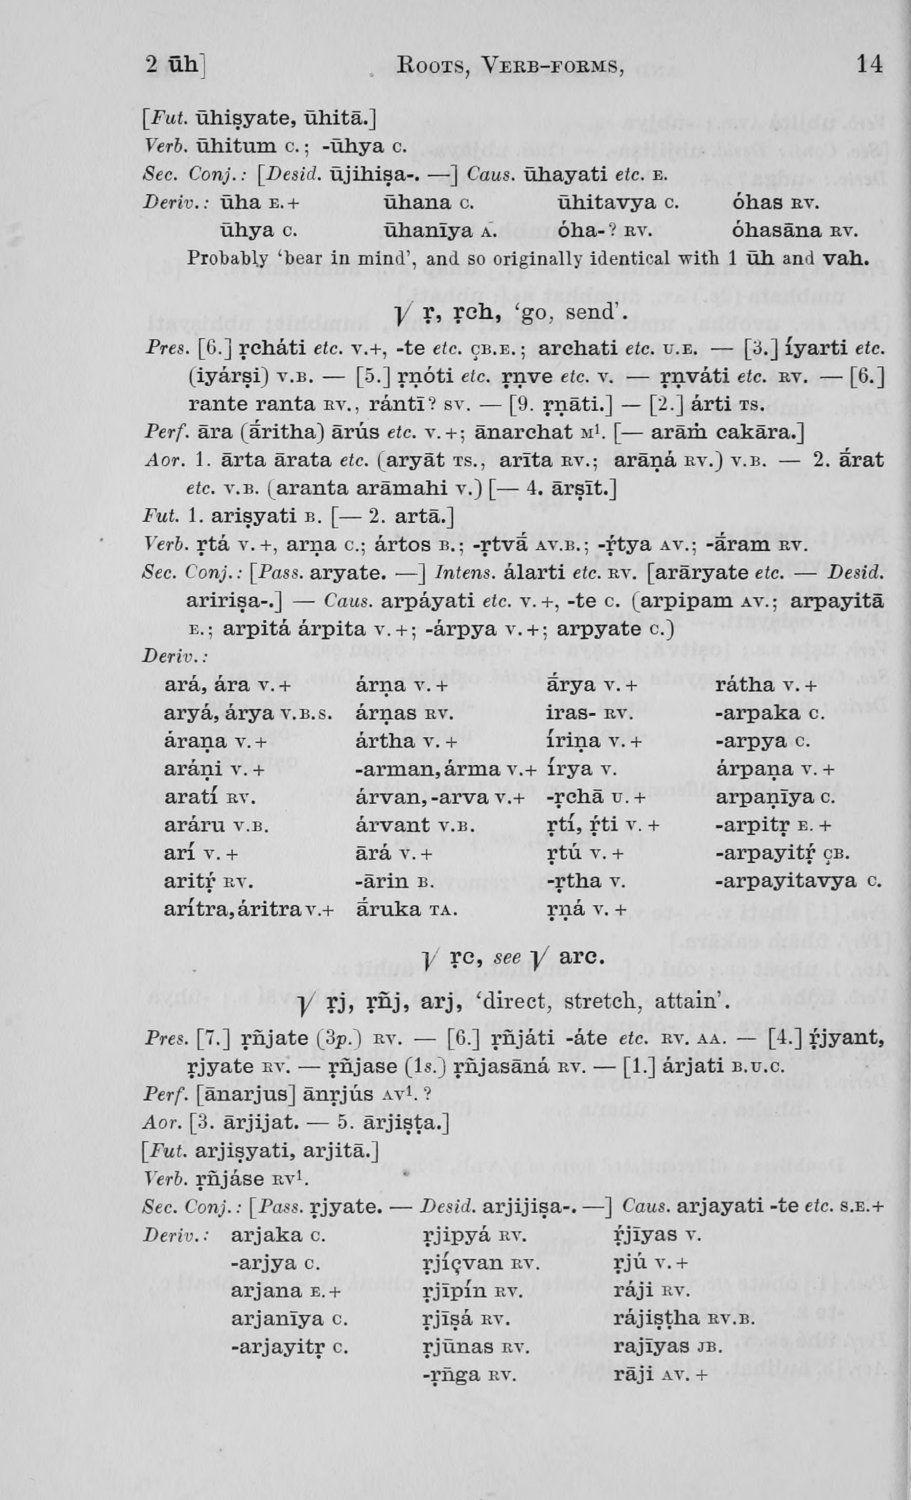 2 ūh] Roots, Verb-forms, 14
[Fut. ūhiṣyate, ūhitā.]
Verb. ūhitum c.; -ūhya c.
Sec. Conj.: [Desid. ūjihiṣa-. —] Caus. ūhayati etc. E.
Deriv.: ūha E.+ ūhana c. ūhitavya c. óhas RV.
ūhya c. ūhanīya A. óha-? RV. óhasāna RV.
Probably ‘bear in mind’, and so originally identical with 1 ūh and vah.
√ ṛ, ṛch, ‘go, send’.
Pres. [6.] ṛcháti etc. V.+, -te etc. ÇB.E.; archati etc. U.E. — [3.] íyarti etc.
(iyárṣi) V.B. — [5.] ṛṇóti etc. ṛṇve etc. V. — ṛṇváti etc. RV. — [6.]
rante ranta RV., rántī? SV. — [9. ṛṇāti.] — [2.] árti TS.
Perf. āra (ā́ritha) ārús etc. V.+; ānarchat M¹. [— arāṁ cakāra.]
Aor. 1. ārta ārata etc. (aryāt TS., arīta RV.; arāṇá RV.) V.B. — 2. ā́rat
etc. V.B. (aranta arāmahi V.) [— 4. ārṣīt.]
Fut. 1. ariṣyati B. [— 2. artā.]
Verb. ṛtá V.+, arṇa c.; ártos B.; -ṛtvā́ AV.B.; -ṛ́tya AV.; -ā́ram RV.
Sec. Conj.: [Pass. aryate. —] Intens. álarti etc. RV. [arāryate etc. — Desid.
aririṣa-.] — Caus. arpáyati etc. V.+, -te c. (arpipam AV.; arpayitā
E.; arpitá árpita V.+; -árpya V.+; arpyate c.)
Deriv.:
ará, ára V.+ árṇa V.+ ā́rya V.+ rátha V.+
aryá, árya V.B.S. árṇas RV. iras- RV. -arpaka c.
áraṇa V.+ ártha V.+ íriṇa V.+ -arpya c.
aráṇi V.+ -arman, árma V.+ írya V. árpaṇa V.+
aratí RV. árvan, -arva V.+ -ṛchā U.+ arpaṇīya c.
aráru V.B. árvant V.B. ṛtí, ṛ́ti V.+ -arpitṛ E.+
arí V.+ ārá V.+ ṛtú V.+ -arpayitṛ́ ÇB.
aritṛ́ RV. -ārin B. -ṛtha V. -arpayitavya c.
arítra, áritra V.+ ā́ruka TA. ṛṇá V.+
√ ṛc, see √ arc.
√ ṛj, ṛñj, arj, ‘direct, stretch, attain’.
Pres. [7.] ṛñjate (3p.) RV. — [6.] ṛñjáti -áte etc. RV. AA. — [4.] ṛ́jyant,
ṛjyate RV. — ṛñjase (1s.) ṛñjasāná RV. — [1.] árjati B.U.C.
Perf. [ānarjus] ānṛjús AV¹.?
Aor. [3. ārjijat. — 5. ārjiṣṭa.]
[Fut. arjiṣyati, arjitā.]
Verb. ṛñjáse RV¹.
Sec. Conj.: [Pass. ṛjyate. — Desid. arjijiṣa-. —] Caus. arjayati -te etc. S.E.+
Deriv.: arjaka c. ṛjipyá RV. ṛ́jīyas V.
-arjya c. ṛjíçvan RV. ṛjú V.+
arjana E.+ ṛjīpín RV. ráji RV.
arjanīya c. ṛjīṣá RV. rájiṣṭha RV.B.
-arjayitṛ c. ṛjūnas RV. rajīyas JB.
-ṛn̄ga RV. rāji AV.+